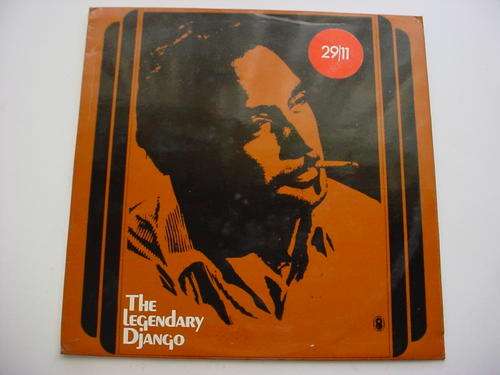 29/11
The
Legendary
Django